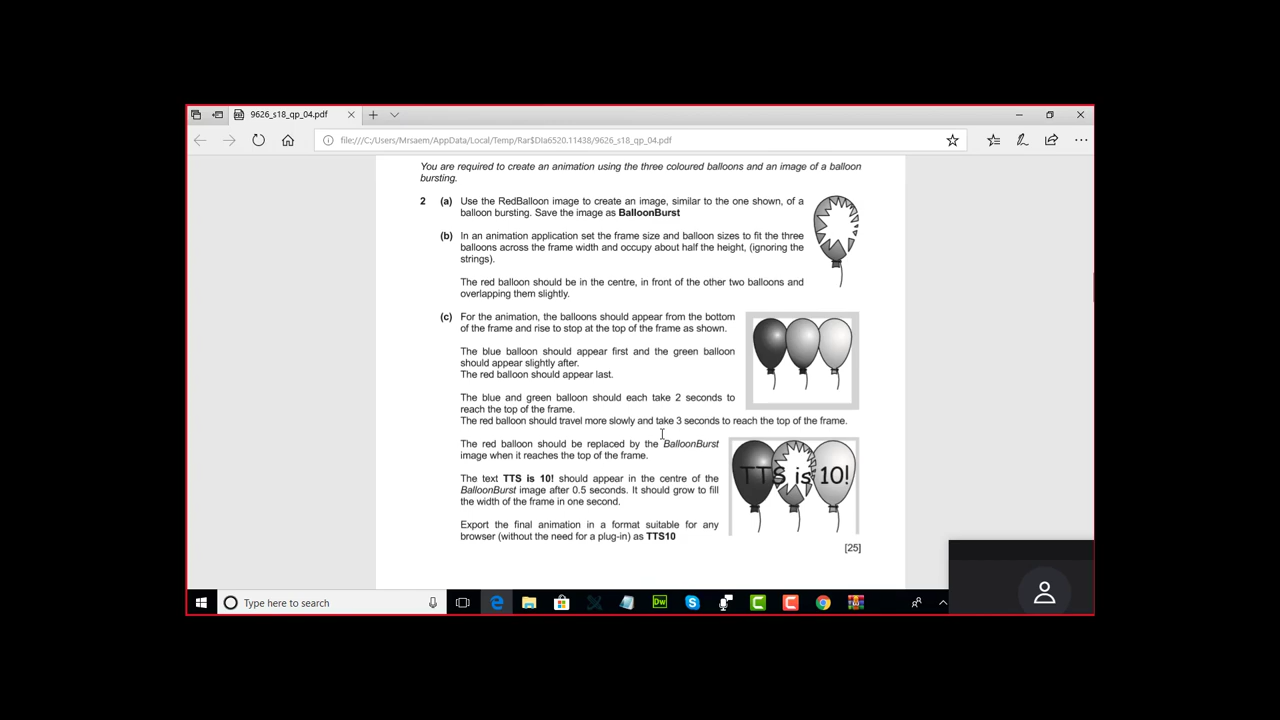 9626_s18_qp_04.pdf
file:///C:/Users/Mrsaem/AppData/Local/Temp/Rar$DIa6520.11438/9626_s18_qp_04.pdf
You are required to create an animation using the three coloured balloons and an image of a balloon
bursting.
2 (a) Use the RedBalloon image to create an image, similar to the one shown, of a
balloon bursting. Save the image as BalloonBurst
(b) In an animation application set the frame size and balloon sizes to fit the three
balloons across the frame width and occupy about half the height, (ignoring the
strings).
The red balloon should be in the centre, in front of the other two balloons and
overlapping them slightly.
(c) For the animation, the balloons should appear from the bottom
of the frame and rise to stop at the top of the frame as shown.
The blue balloon should appear first and the green balloon
should appear slightly after.
The red balloon should appear last.
The blue and green balloon should each take 2 seconds to
reach the top of the frame.
The red balloon should travel more slowly and take 3 seconds to reach the top of the frame.
The red balloon should be replaced by the BalloonBurst
image when it reaches the top of the frame.
The text TTS is 10! should appear in the centre of the
BalloonBurst image after 0.5 seconds. It should grow to fill
the width of the frame in one second.
TTS is 10!
Export the final animation in a format suitable for any
browser (without the need for a plug-in) as TTS10
[25]
Type here to search
Dw